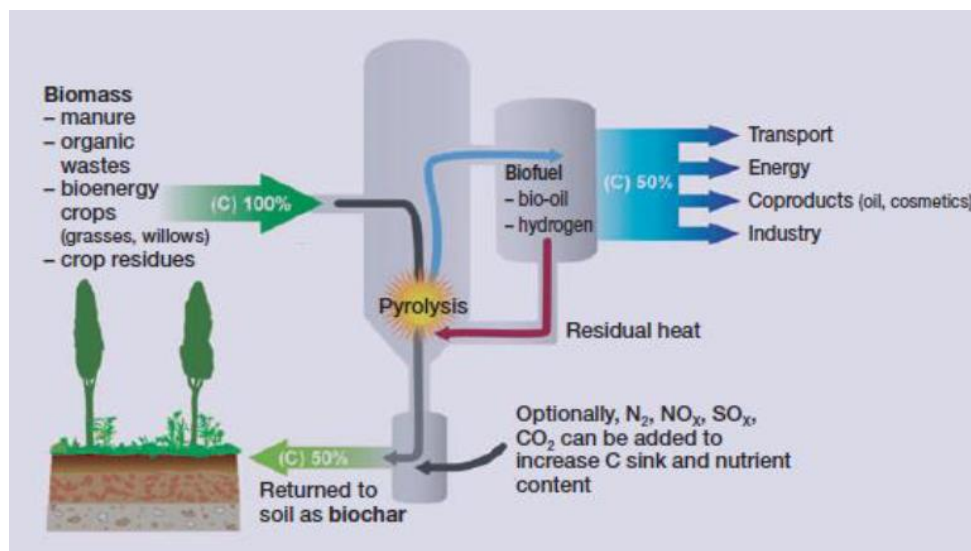 Biomass
– manure
– organic
wastes
– bioenergy
crops
(grasses, willows)
– crop residues
(C) 100%
Pyrolysis
Biofuel
– bio-oil
– hydrogen
(C) 50%
Transport
Energy
Coproducts (oil, cosmetics)
Industry
Residual heat
Optionally, N₂, NOₓ, SOₓ,
CO₂ can be added to
increase C sink and nutrient
content
(C) 50%
Returned to
soil as biochar